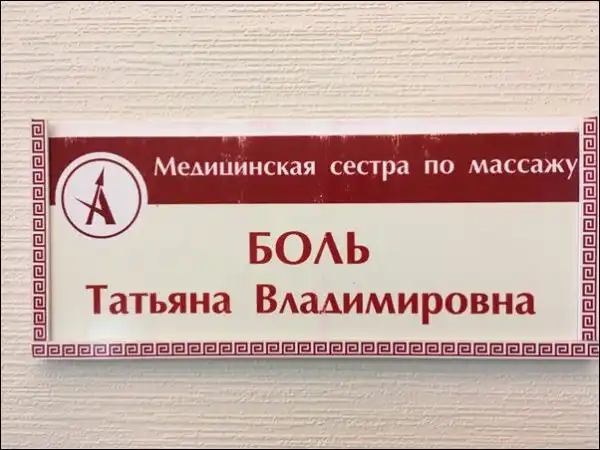 Медицинская сестра по массажу
БОЛЬ
Татьяна Владимировна